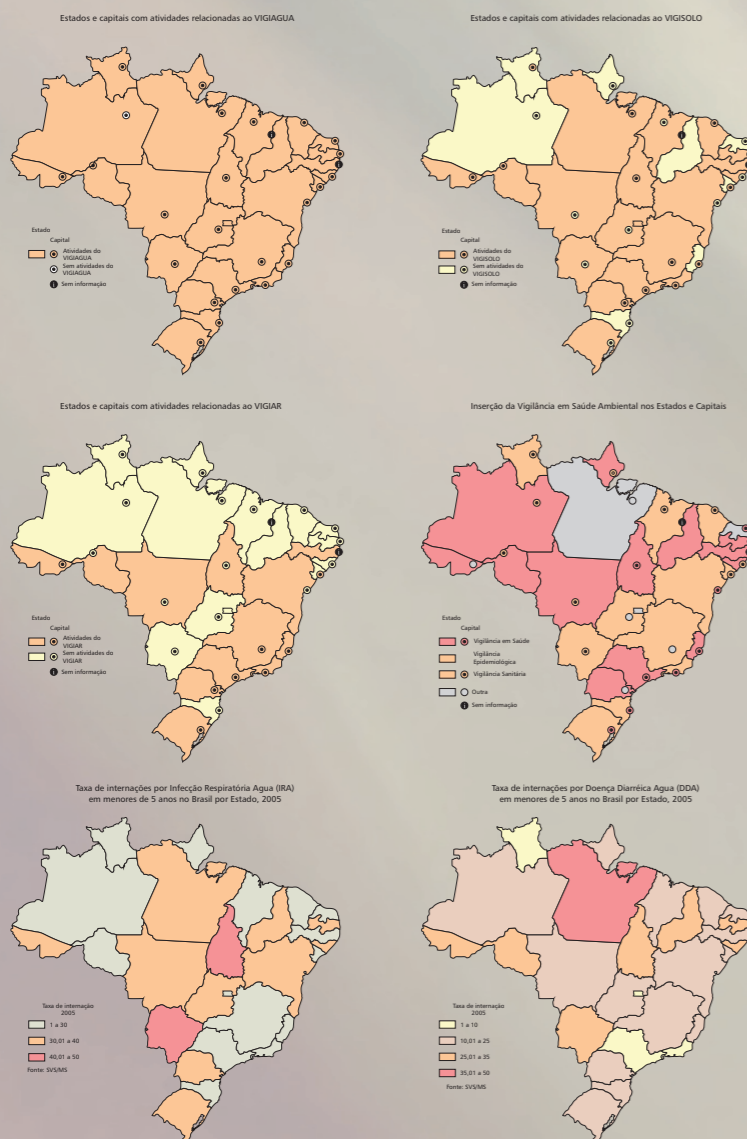 Estados e capitais com atividades relacionadas ao VIGIAGUA
Estado
Capital
Atividades do
VIGIAGUA
Sem atividades do
VIGIAGUA
Sem informação
Estados e capitais com atividades relacionadas ao VIGISOLO
Estado
Capital
Atividades do
VIGISOLO
Sem atividades do
VIGISOLO
Sem informação
Estados e capitais com atividades relacionadas ao VIGIAR
Estado
Capital
Atividades do
VIGIAR
Sem atividades do
VIGIAR
Sem informação
Inserção da Vigilância em Saúde Ambiental nos Estados e Capitais
Estado
Capital
Vigilância em Saúde
Vigilância
Epidemiológica
Vigilância Sanitária
Outra
Sem informação
Taxa de internações por Infecção Respiratória Agua (IRA)
em menores de 5 anos no Brasil por Estado, 2005
Taxa de internação
2005
1 a 30
30,01 a 40
40,01 a 50
Fonte: SVS/MS
Taxa de internações por Doença Diarréica Agua (DDA)
em menores de 5 anos no Brasil por Estado, 2005
Taxa de internação
2005
1 a 10
10,01 a 25
25,01 a 35
35,01 a 50
Fonte: SVS/MS